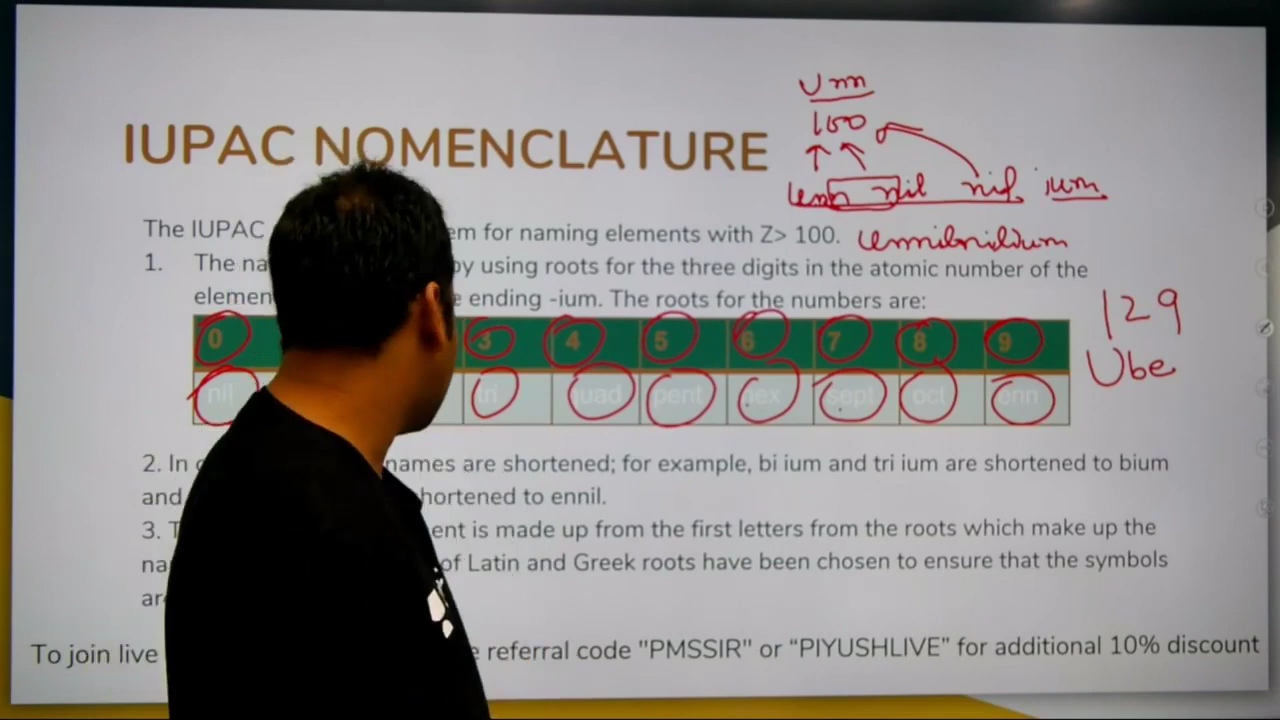 Unn
100
IUPAC NOMENCLATURE
un nil nil ium
The IUPAC em for naming elements with Z> 100.
unnilnilium
1. The na by using roots for the three digits in the atomic number of the
elemen e ending -ium. The roots for the numbers are:
129
0 3 4 5 6 7 8 9
Ube
nil tri quad pent hex sept oct enn
2. In names are shortened; for example, bi ium and tri ium are shortened to bium
and hortened to ennil.
3. T ent is made up from the first letters from the roots which make up the
na of Latin and Greek roots have been chosen to ensure that the symbols
ar
To join live e referral code "PMSSIR" or “PIYUSHLIVE” for additional 10% discount